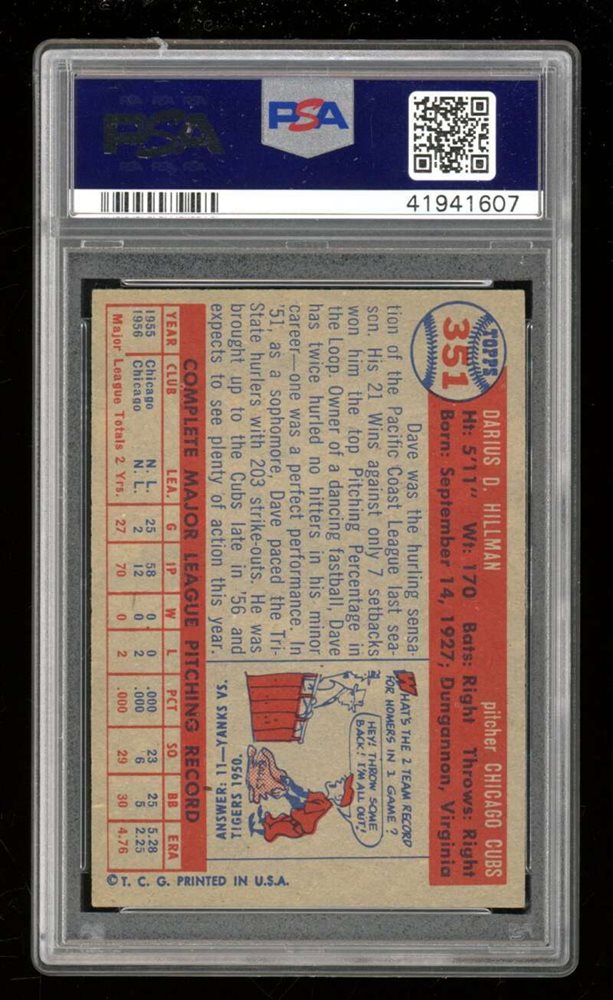 PSA PSA PSA
PSA
PSA PSA PSA
PSA
41941607
TOPPS
351
DARIUS D. HILLMAN pitcher CHICAGO CUBS
Ht: 5'11" Wt: 170 Bats: Right Throws: Right
Born: September 14, 1927; Dungannon, Virginia
Dave was the hurling sensa-
tion of the Pacific Coast League last sea-
son. His 21 Wins against only 7 setbacks
won him the top Pitching Percentage in
the Loop. Owner of a dancing fastball, Dave
has twice hurled no hitters in his minor
career—one was a perfect performance. In
'51, as a sophomore, Dave paced the Tri-
State hurlers with 203 strike-outs. He was
brought up to the Cubs late in '56 and
expects to see plenty of action this year.
WHAT'S THE 2 TEAM RECORD
FOR HOMERS IN 1 GAME?
HEY! THROW SOME
BACK! I'M ALL OUT!
ANSWER: 11—YANKS VS.
TIGERS 1950.
COMPLETE MAJOR LEAGUE PITCHING RECORD
YEAR CLUB LEA. G IP W L PCT SO BB ERA
1955 Chicago N. L. 25 58 0 0 .000 23 25 5.28
1956 Chicago N. L. 2 12 0 2 .000 6 5 2.25
Major League Totals 2 Yrs. 27 70 0 2 .000 29 30 4.76
© T. C. G. PRINTED IN U.S.A.